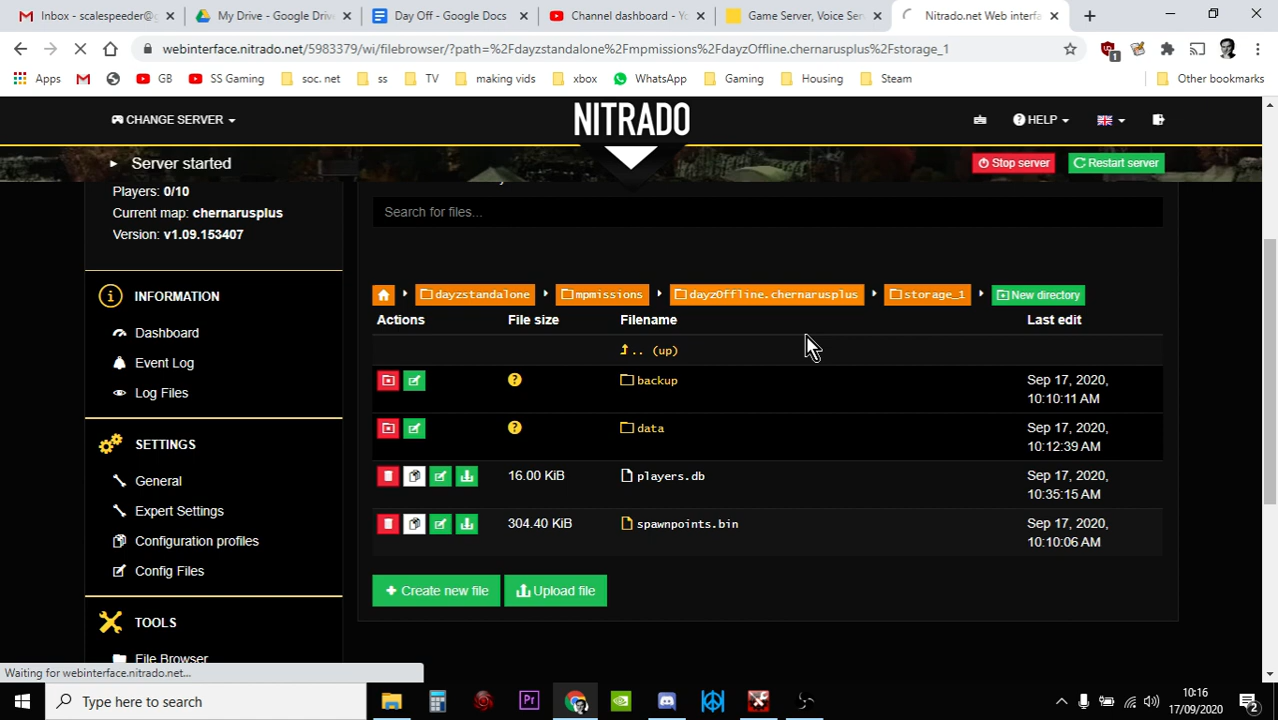 Inbox - scalespeeder@g
My Drive - Google Driv
Day Off - Google Docs
Channel dashboard - Yo
Game Server, Voice Ser
Nitrado.net Web interfa
webinterface.nitrado.net/5983379/wi/filebrowser/?path=%2Fdayzstandalone%2Fmpmissions%2FdayzOffline.chernarusplus%2Fstorage_1
1
Apps
GB
SS Gaming
soc. net
ss
TV
making vids
xbox
WhatsApp
Gaming
Housing
Steam
Other bookmarks
CHANGE SERVER
NITRADO
HELP
Server started
Stop server
Restart server
Players: 0/10
Current map: chernarusplus
Version: v1.09.153407
Search for files...
INFORMATION
Dashboard
Event Log
Log Files
SETTINGS
General
Expert Settings
Configuration profiles
Config Files
TOOLS
File Browser
dayzstandalone
mpmissions
dayzOffline.chernarusplus
storage_1
New directory
Actions
File size
Filename
Last edit
.. (up)
?
backup
Sep 17, 2020,
10:10:11 AM
?
data
Sep 17, 2020,
10:12:39 AM
16.00 KiB
players.db
Sep 17, 2020,
10:35:15 AM
304.40 KiB
spawnpoints.bin
Sep 17, 2020,
10:10:06 AM
+ Create new file
Upload file
Waiting for webinterface.nitrado.net...
Type here to search
Pr
10:16
17/09/2020
2